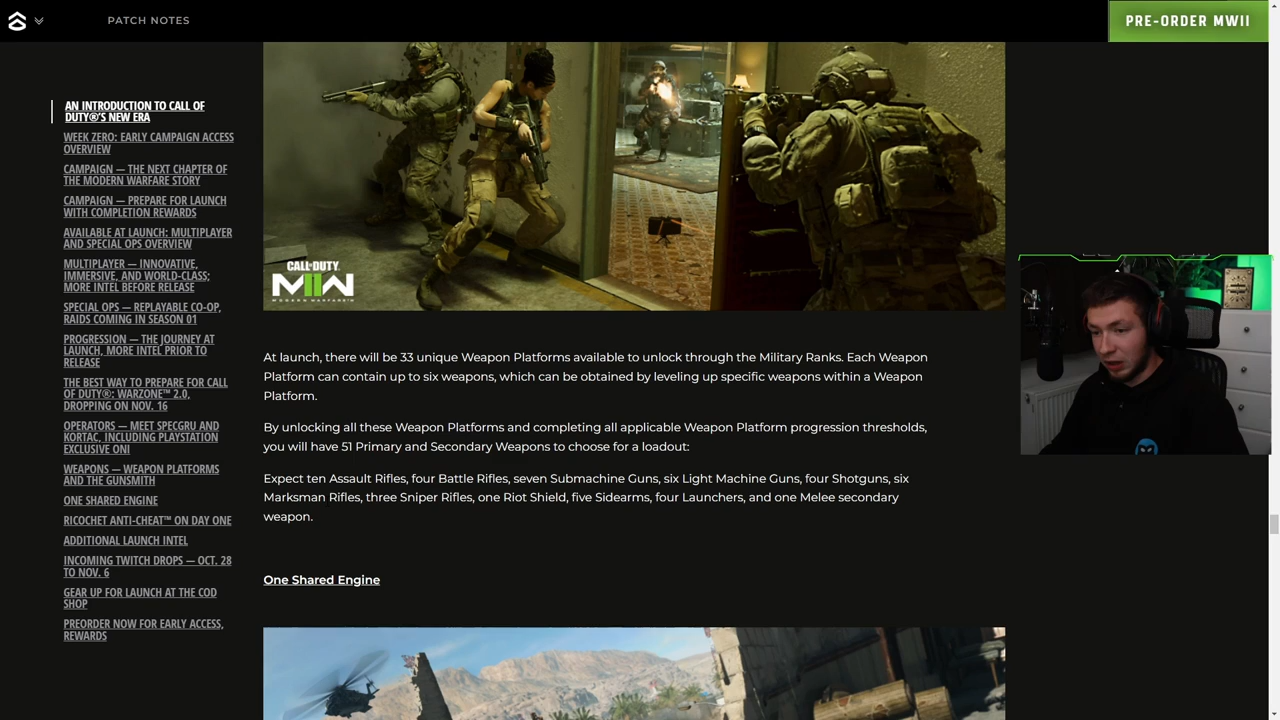 PATCH NOTES
PRE-ORDER MWII
AN INTRODUCTION TO CALL OF
DUTY®'S NEW ERA
WEEK ZERO: EARLY CAMPAIGN ACCESS
OVERVIEW
CAMPAIGN — THE NEXT CHAPTER OF
THE MODERN WARFARE STORY
CAMPAIGN — PREPARE FOR LAUNCH
WITH COMPLETION REWARDS
AVAILABLE AT LAUNCH: MULTIPLAYER
AND SPECIAL OPS OVERVIEW
MULTIPLAYER — INNOVATIVE,
IMMERSIVE, AND WORLD-CLASS;
MORE INTEL BEFORE RELEASE
SPECIAL OPS — REPLAYABLE CO-OP,
RAIDS COMING IN SEASON 01
PROGRESSION — THE JOURNEY AT
LAUNCH, MORE INTEL PRIOR TO
RELEASE
THE BEST WAY TO PREPARE FOR CALL
OF DUTY®: WARZONE™ 2.0,
DROPPING ON NOV. 16
OPERATORS — MEET SPECGRU AND
KORTAC, INCLUDING PLAYSTATION
EXCLUSIVE ONI
WEAPONS — WEAPON PLATFORMS
AND THE GUNSMITH
ONE SHARED ENGINE
RICOCHET ANTI-CHEAT™ ON DAY ONE
ADDITIONAL LAUNCH INTEL
INCOMING TWITCH DROPS — OCT. 28
TO NOV. 6
GEAR UP FOR LAUNCH AT THE COD
SHOP
PREORDER NOW FOR EARLY ACCESS,
REWARDS
CALL OF DUTY
MWII
MODERN WARFARE II
At launch, there will be 33 unique Weapon Platforms available to unlock through the Military Ranks. Each Weapon
Platform can contain up to six weapons, which can be obtained by leveling up specific weapons within a Weapon
Platform.
By unlocking all these Weapon Platforms and completing all applicable Weapon Platform progression thresholds,
you will have 51 Primary and Secondary Weapons to choose for a loadout:
Expect ten Assault Rifles, four Battle Rifles, seven Submachine Guns, six Light Machine Guns, four Shotguns, six
Marksman Rifles, three Sniper Rifles, one Riot Shield, five Sidearms, four Launchers, and one Melee secondary
weapon.
One Shared Engine